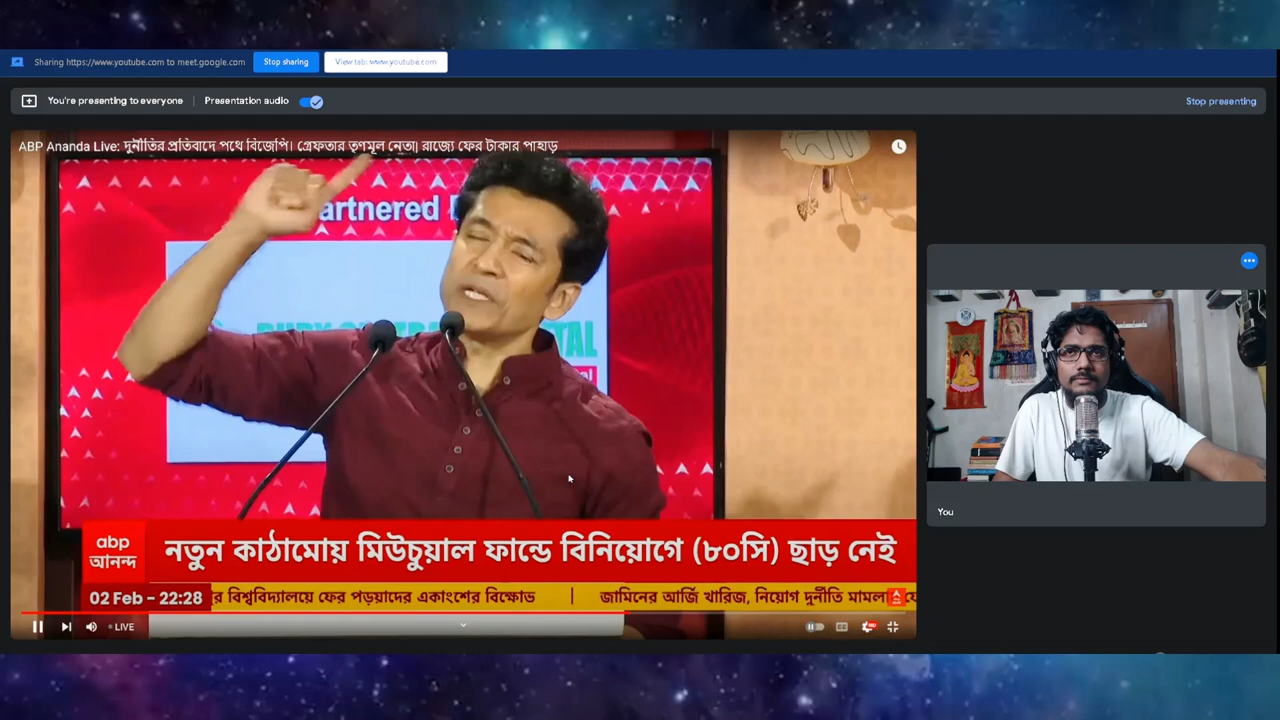 Sharing https://www.youtube.com to meet.google.com
Stop sharing
View tab: www.youtube.com
You're presenting to everyone
Presentation audio
Stop presenting
ABP Ananda Live: দুর্নীতির প্রতিবাদে পথে বিজেপি। গ্রেফতার তৃণমূল নেতা| রাজ্যে ফের টাকার পাহাড়
artnered
TAL
abp
আনন্দ
নতুন কাঠামোয় মিউচুয়াল ফান্ডে বিনিয়োগে (৮০সি) ছাড় নেই
02 Feb - 22:28
র বিশ্ববিদ্যালয়ে ফের পড়য়াদের একাংশের বিক্ষোভ | জামিনের আর্জি খারিজ, নিয়োগ দুর্নীতি মামলা
LIVE
You